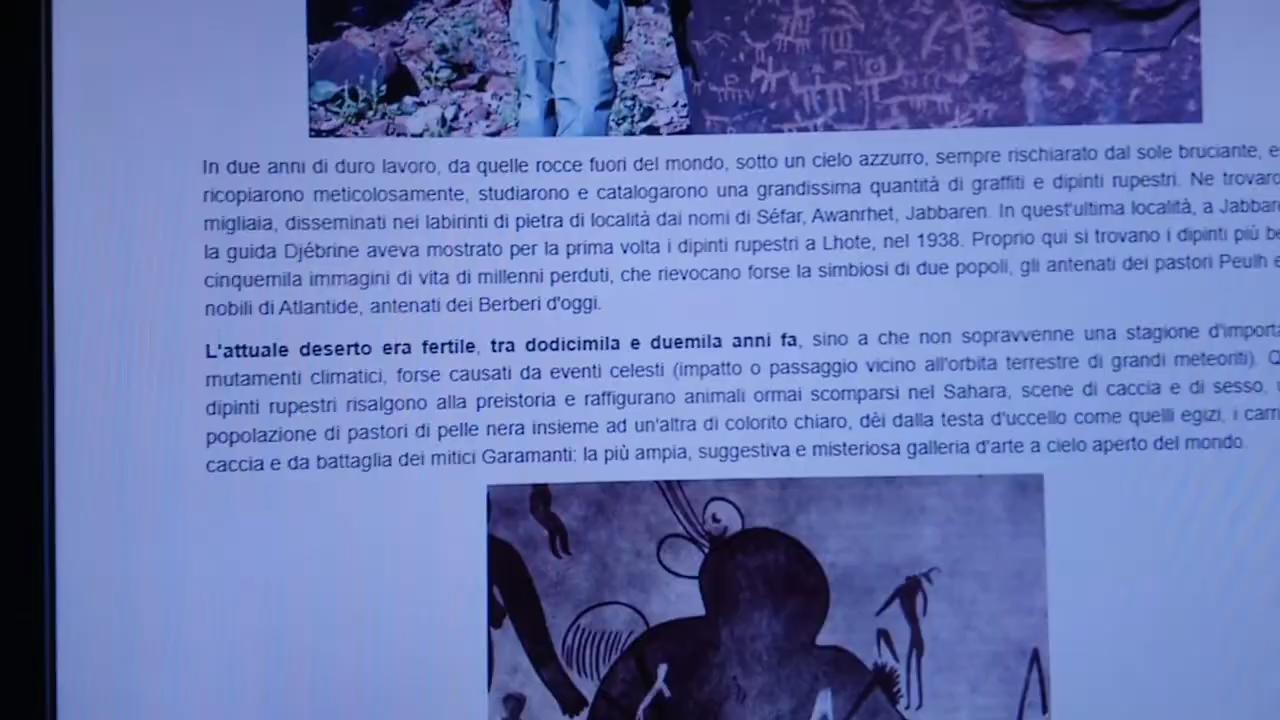 In due anni di duro lavoro, da quelle rocce fuori del mondo, sotto un cielo azzurro, sempre rischiarato dal sole bruciante,
ricopiarono meticolosamente, studiarono e catalogarono una grandissima quantità di graffiti e dipinti rupestri. Ne
migliaia, disseminati nei labirinti di pietra di località dai nomi di Séfar, Awanrhet, Jabbaren. In quest'ultima località, a
la guida Djébrine aveva mostrato per la prima volta i dipinti rupestri a Lhote, nel 1938. Proprio qui si trovano i dipinti più
cinquemila immagini di vita di millenni perduti, che rievocano forse la simbiosi di due popoli, gli antenati dei pastori Peulh
nobili di Atlantide, antenati dei Berberi d'oggi.
L'attuale deserto era fertile, tra dodicimila e duemila anni fa, sino a che non sopravvenne una stagione
mutamenti climatici, forse causati da eventi celesti (impatto o passaggio vicino all'orbita terrestre di grandi meteoriti).
dipinti rupestri risalgono alla preistoria e raffigurano animali ormai scomparsi nel Sahara, scene di caccia e di sesso,
popolazione di pastori di pelle nera insieme ad un'altra di colorito chiaro, dèi dalla testa d'uccello come quelli egizi, i
caccia e da battaglia dei mitici Garamanti: la più ampia, suggestiva e misteriosa galleria d'arte a cielo aperto del mondo.